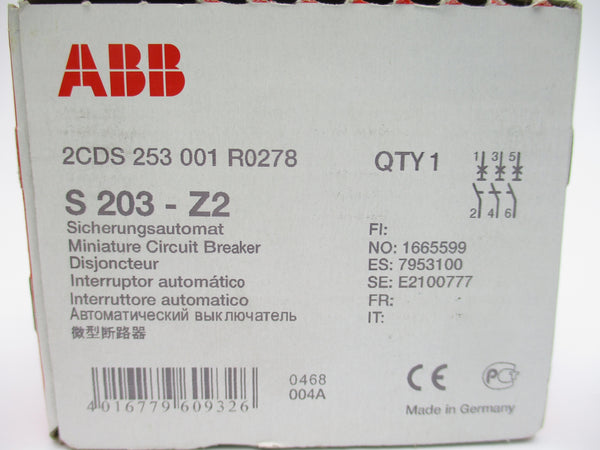 ABB
2CDS 253 001 R0278 QTY 1
1 3 5
2 4 6
S 203 - Z2
Sicherungsautomat FI:
Miniature Circuit Breaker NO: 1665599
Disjoncteur ES: 7953100
Interruptor automático SE: E2100777
Interruttore automatico FR:
Автоматический выключатель IT:
微型断路器
0468
004A
4 016779 609326
CE PC
Made in Germany